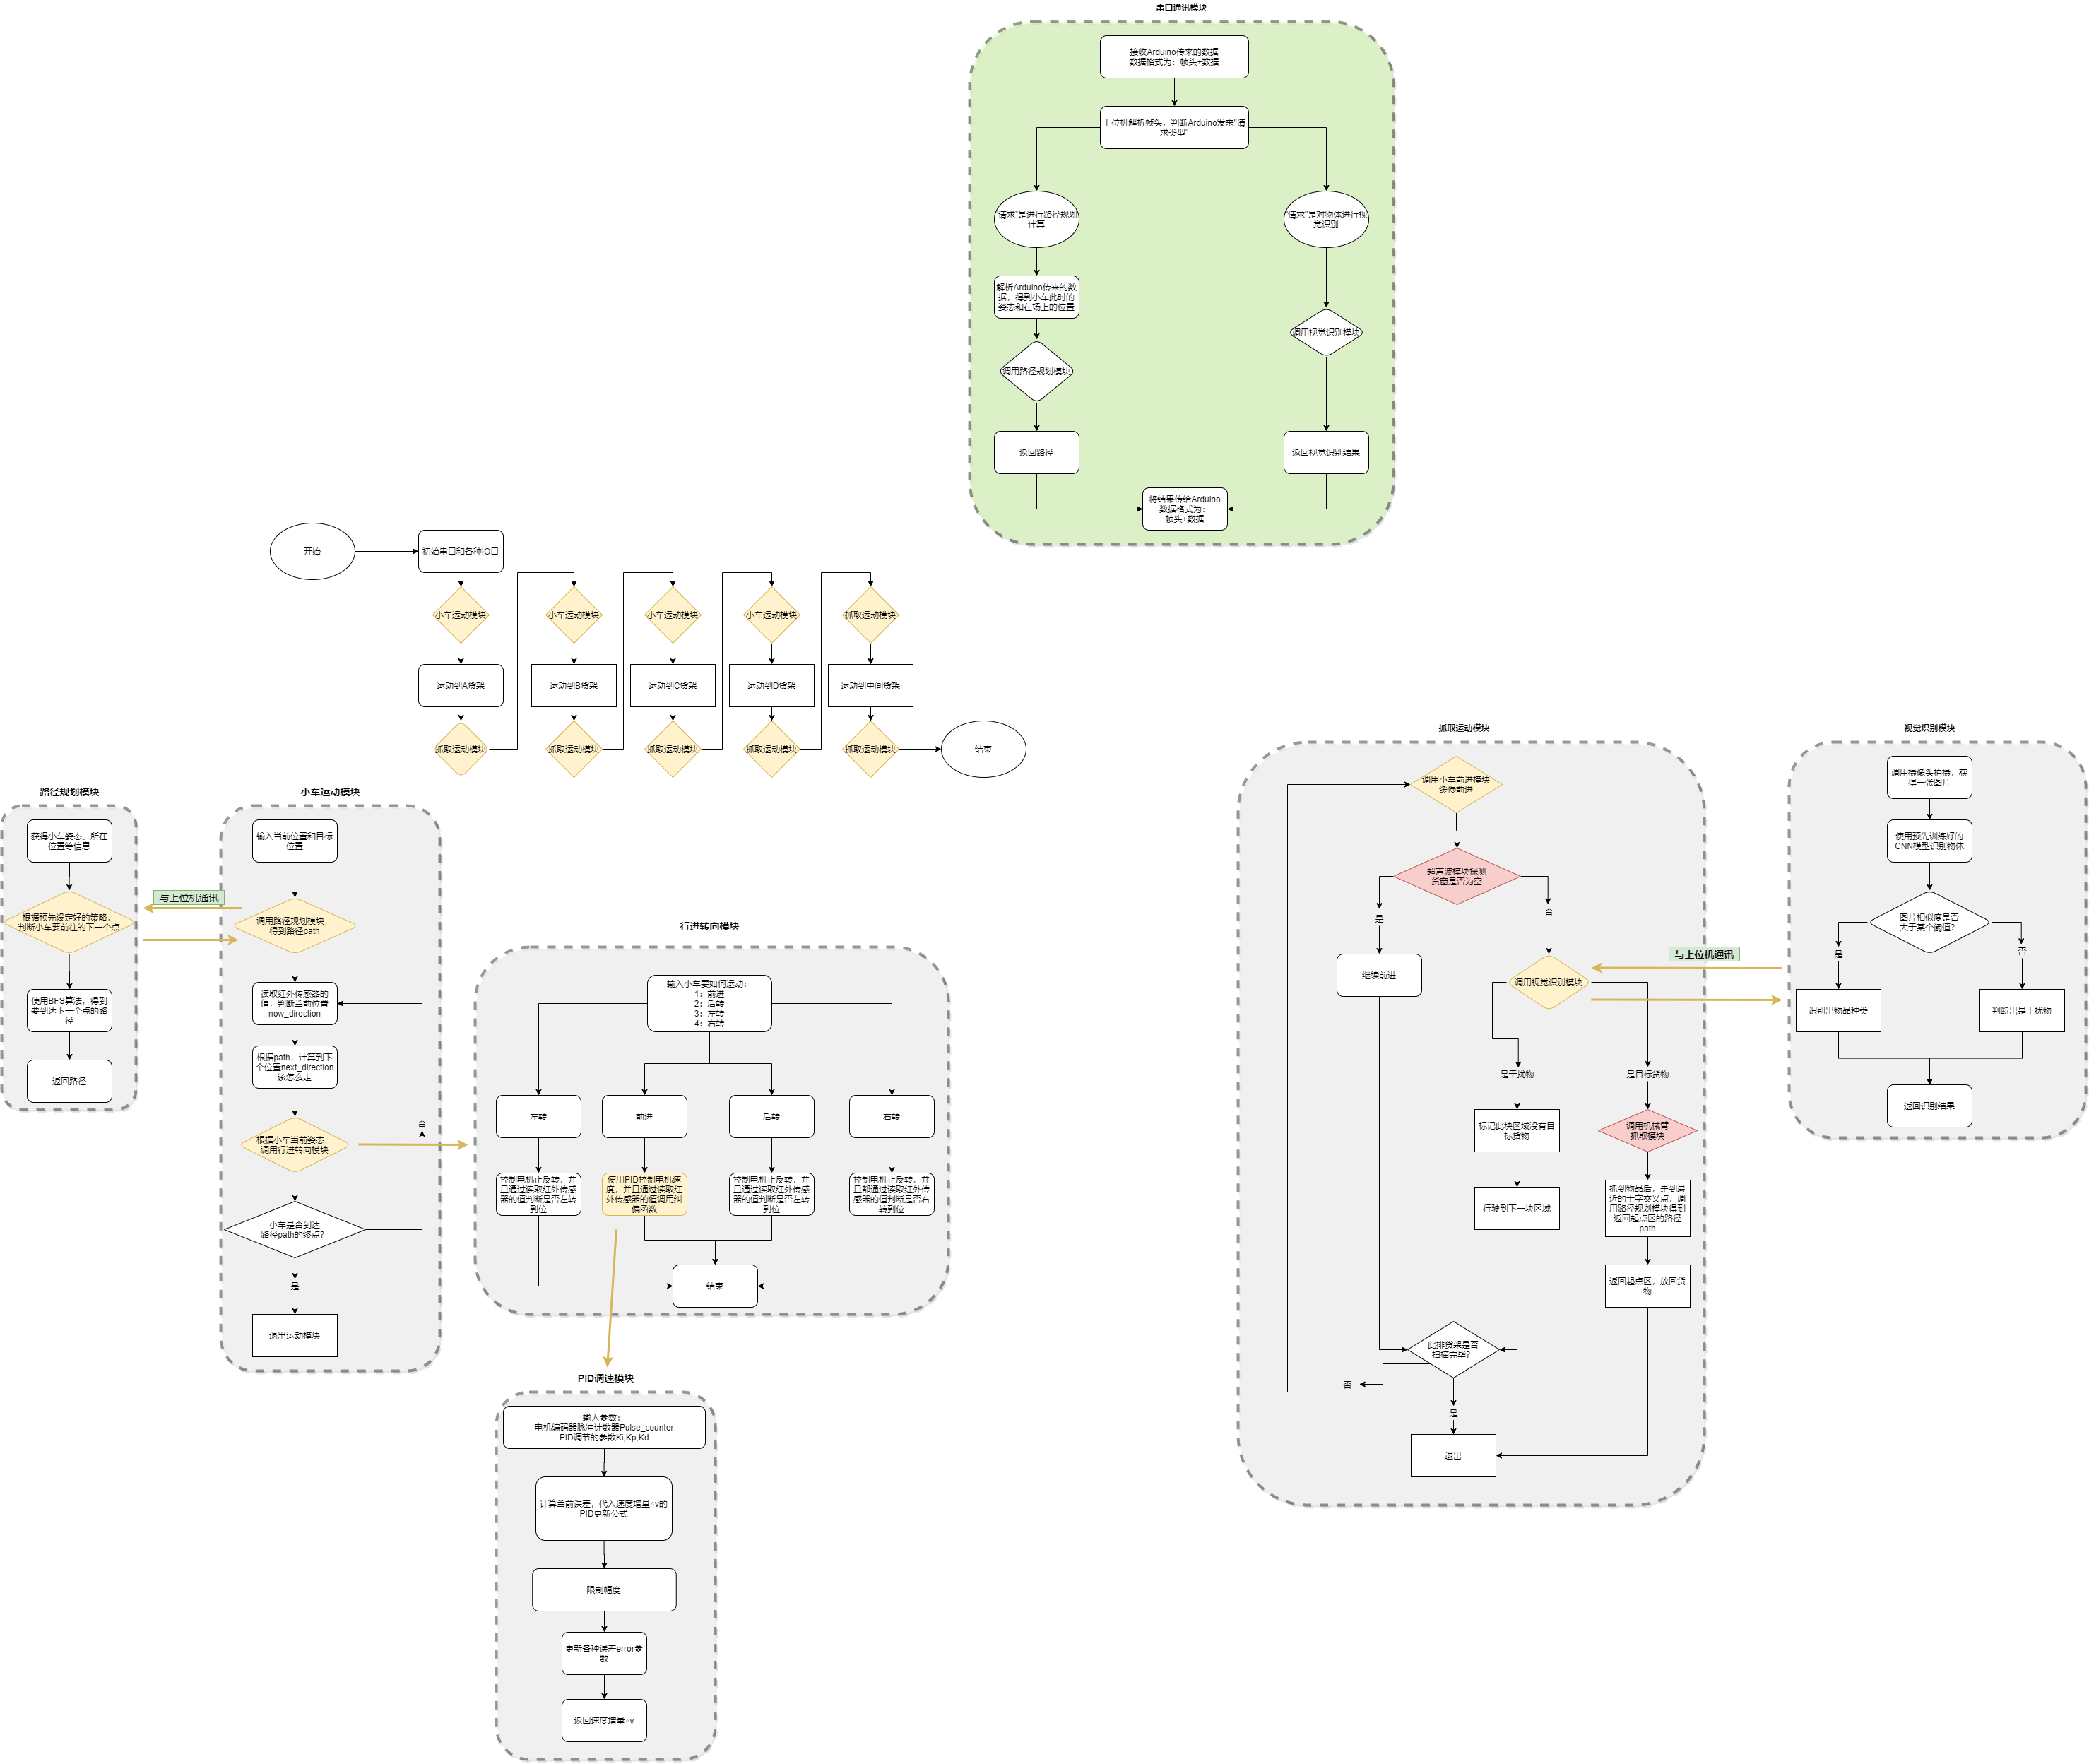 串口通讯模块
接收Arduino传来的数据
数据格式为：帧头+数据
上位机解析帧头，判断Arduino发来"请
求类型"
"请求"是进行路径规划
计算
"请求"是对物体进行视
觉识别
解析Arduino传来的数
据，得到小车此时的
姿态和在场上的位置
调用视觉识别模块
调用路径规划模块
返回路径
返回视觉识别结果
将结果传给Arduino
数据格式为：
帧头+数据
开始
初始串口和各种IO口
小车运动模块
小车运动模块
小车运动模块
小车运动模块
抓取运动模块
运动到A货架
运动到B货架
运动到C货架
运动到D货架
运动到中间货架
抓取运动模块
抓取运动模块
抓取运动模块
抓取运动模块
抓取运动模块
结束
路径规划模块
获得小车姿态、所在
位置等信息
根据预先设定好的策略，
判断小车要前往的下一个点
使用BFS算法，得到
要到达下一个点的路
径
返回路径
与上位机通讯
小车运动模块
输入当前位置和目标
位置
调用路径规划模块，
得到路径path
读取红外传感器的
值，判断当前位置
now_direction
根据path，计算到下
个位置next_direction
该怎么走
根据小车当前姿态，
调用行进转向模块
否
小车是否到达
路径path的终点？
是
退出运动模块
行进转向模块
输入小车要如何运动：
1：前进
2：后转
3：左转
4：右转
左转
前进
后转
右转
控制电机正反转，并
且通过读取红外传感
器的值判断是否左转
到位
使用PID控制电机速
度，并且通过读取红
外传感器的值调用纠
偏函数
控制电机正反转，并
且通过读取红外传感
器的值判断是否左转
到位
控制电机正反转，并
且都通过读取红外传
感器的值判断是否右
转到位
结束
PID调速模块
输入参数：
电机编码器脉冲计数器Pulse_counter
PID调节的参数Ki,Kp,Kd
计算当前误差，代入速度增量▵v的
PID更新公式
限制幅度
更新各种误差error参
数
返回速度增量▵v
抓取运动模块
调用小车前进模块
缓慢前进
超声波模块探测
货窗是否为空
是
否
继续前进
调用视觉识别模块
是干扰物
是目标货物
标记此块区域没有目
标货物
调用机械臂
抓取模块
行驶到下一块区域
抓到物品后，走到最
近的十字交叉点，调
用路径规划模块得到
返回起点区的路径
path
返回起点区，放回货
物
此排货架是否
扫描完毕？
否
是
退出
与上位机通讯
视觉识别模块
调用摄像头拍摄，获
得一张图片
使用预先训练好的
CNN模型识别物体
图片相似度是否
大于某个阈值？
是
否
识别出物品种类
判断出是干扰物
返回识别结果